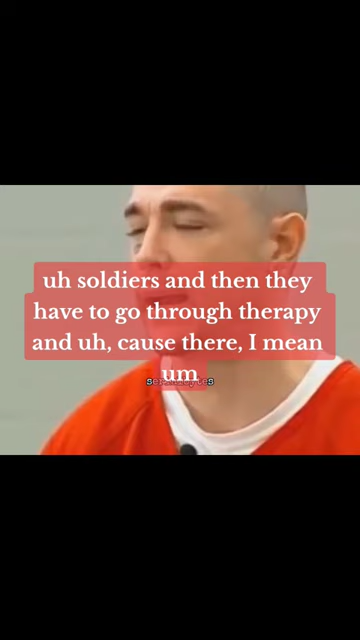 uh soldiers and then they
have to go through therapy
and uh, cause there, I mean
um